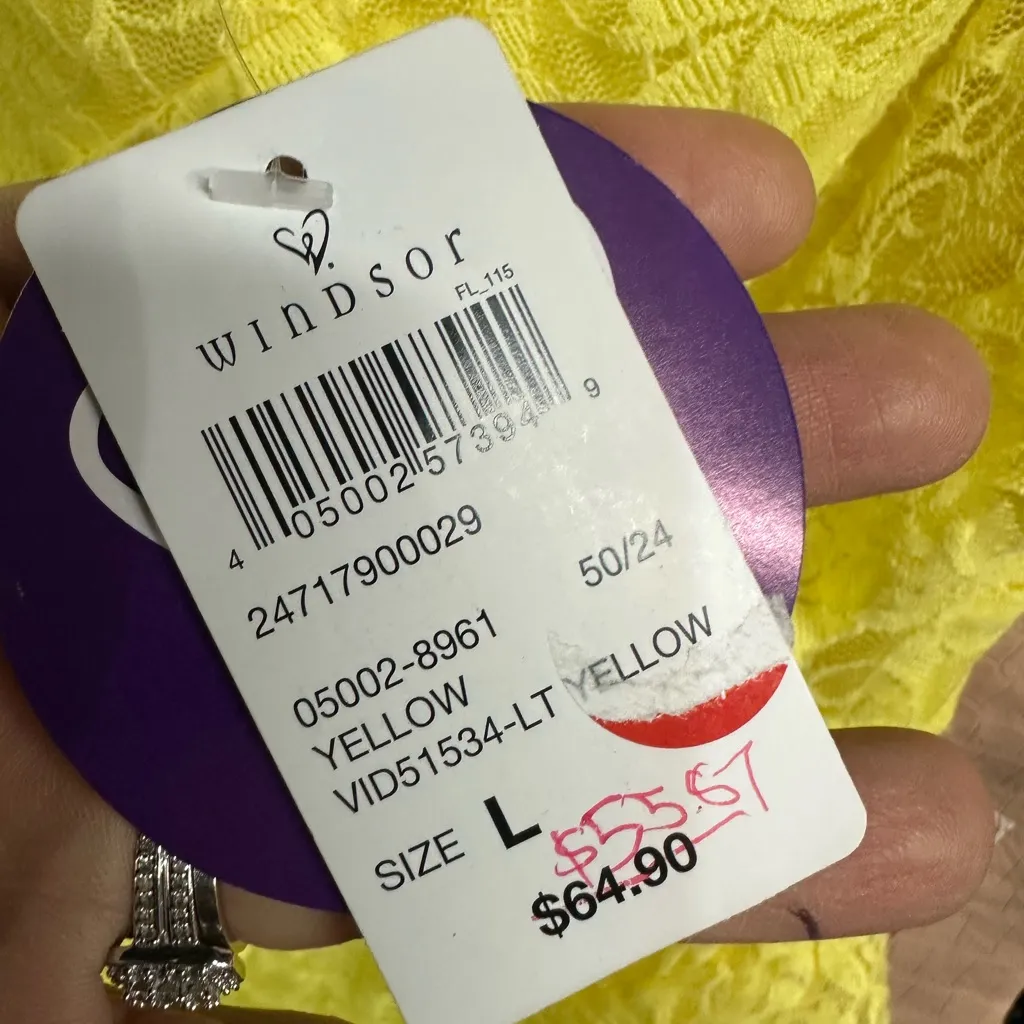 WINDSOR
FL_115
4 05002 57394 9
24717900029
50/24
05002-8961
YELLOW
YELLOW
VID51534-LT
SIZE L
$55.67
$64.90